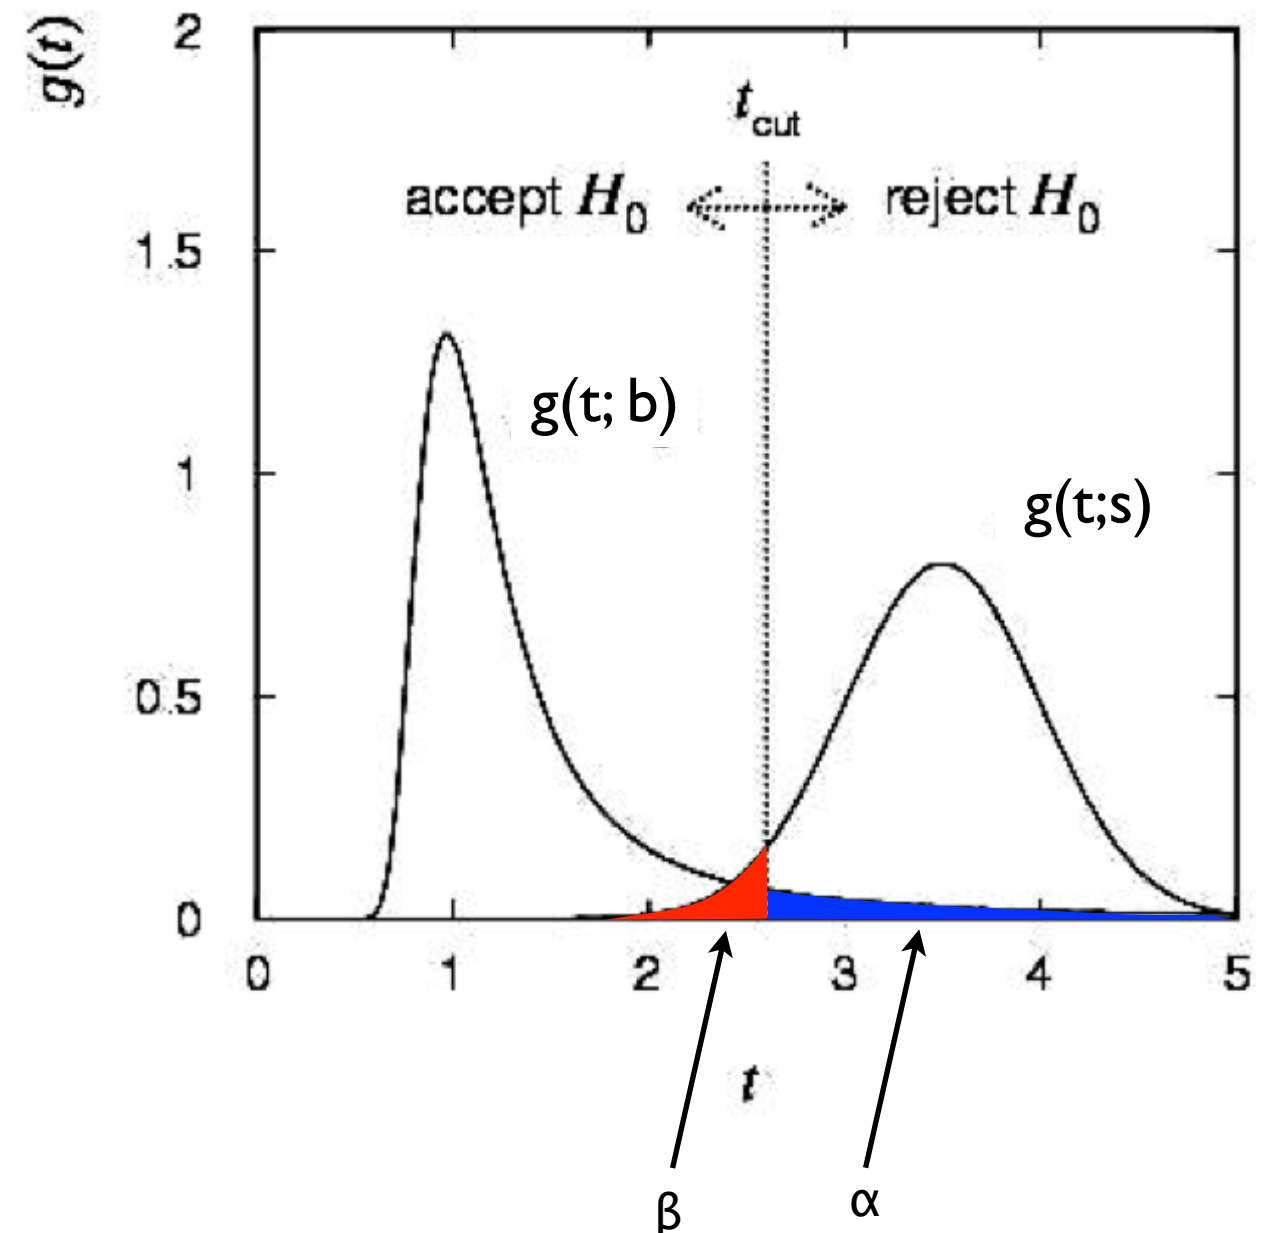 g(t)
2
t_cut
accept H_0 reject H_0
1.5
g(t; b)
1
g(t;s)
0.5
0
0 1 2 3 4 5
t
β α